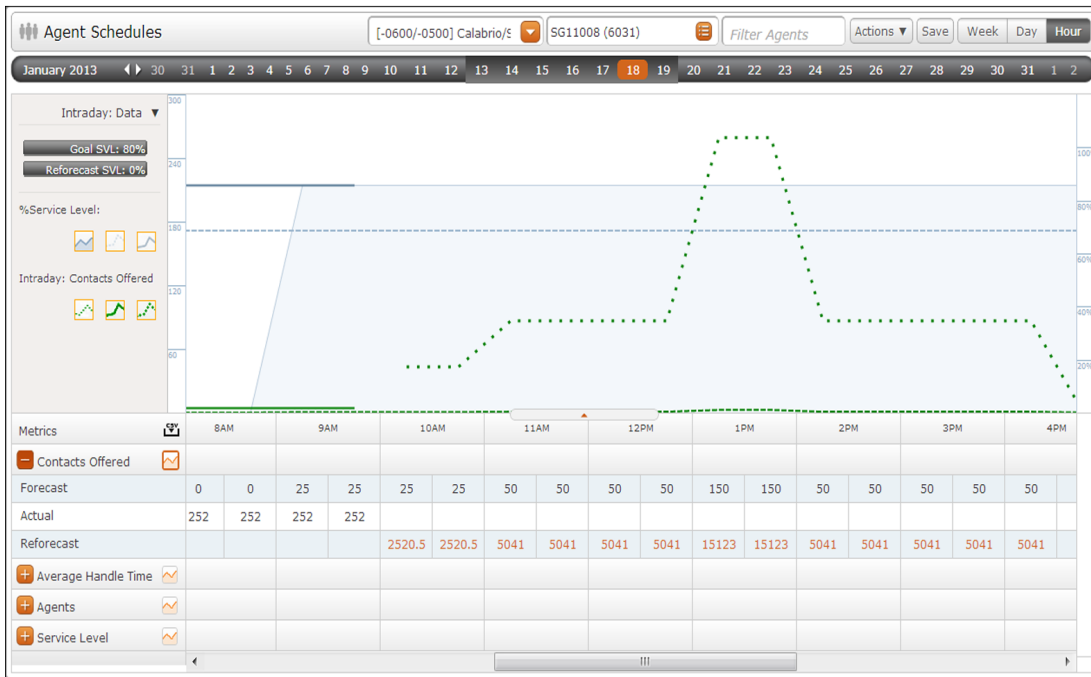 Agent Schedules [-0600/-0500] Calabrio/S SG11008 (6031) Filter Agents Actions ▼ Save Week Day Hour
January 2013 30 31 1 2 3 4 5 6 7 8 9 10 11 12 13 14 15 16 17 18 19 20 21 22 23 24 25 26 27 28 29 30 31 1 2
Intraday: Data ▼
Goal SVL: 80%
Reforecast SVL: 0%
%Service Level:
Intraday: Contacts Offered
300
240
180
120
60
100
80%
60%
40%
20%
Metrics CSV 8AM 9AM 10AM 11AM 12PM 1PM 2PM 3PM 4PM
Contacts Offered
Forecast 0 0 25 25 25 25 50 50 50 50 150 150 50 50 50 50 50
Actual 252 252 252 252
Reforecast 2520.5 2520.5 5041 5041 5041 5041 15123 15123 5041 5041 5041 5041 5041
Average Handle Time
Agents
Service Level